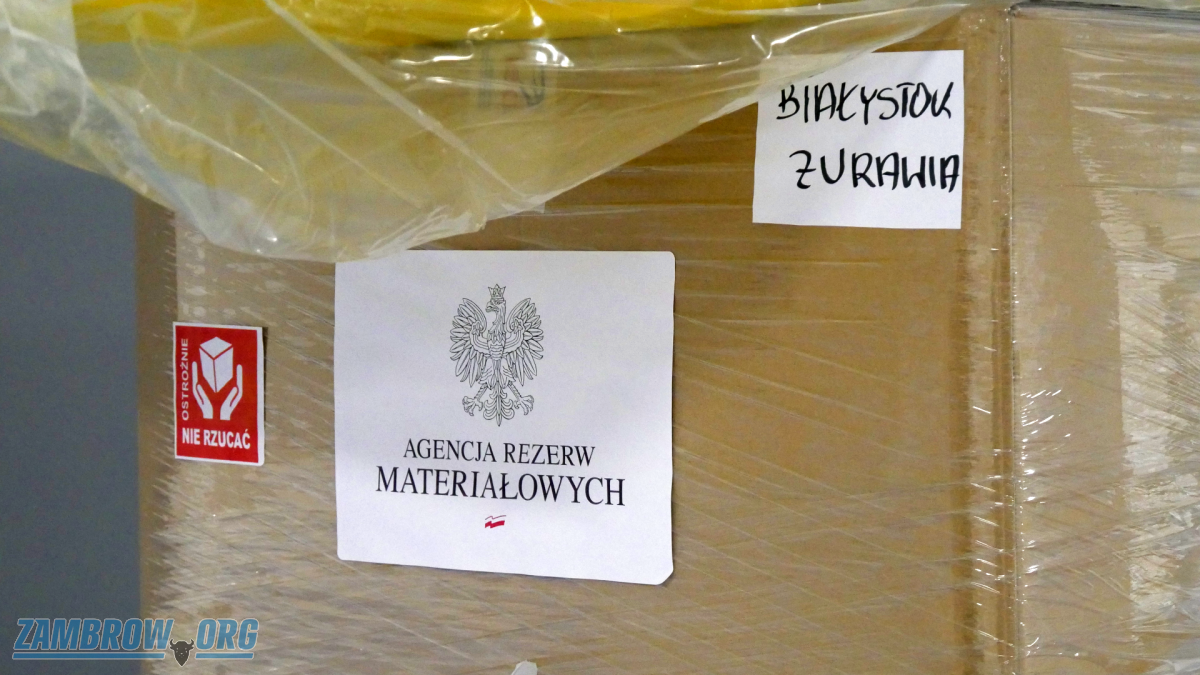 BIAŁYSTOK
ŻURAWIA
OSTROŻNIE
NIE RZUCAĆ
AGENCJA REZERW
MATERIAŁOWYCH
ZAMBROW.ORG